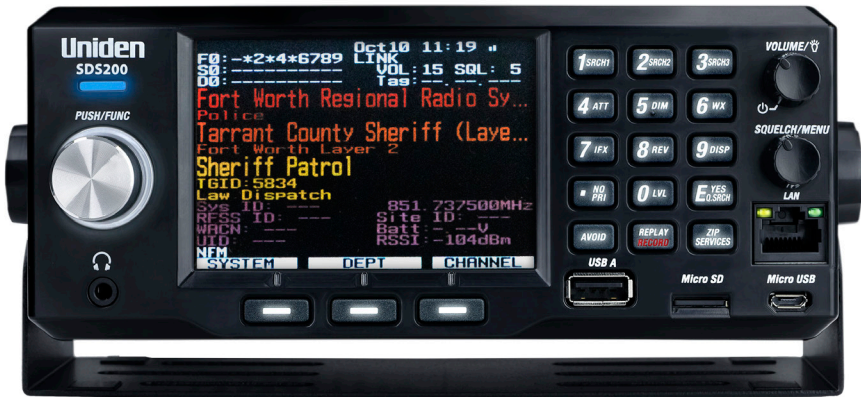 Uniden
SDS200
PUSH/FUNC
Oct10 11:19
F0:-*2*4*6789 LINK
S0:---------- VOL:15 SQL: 5
D0:---------- Tag:---.---.---
Fort Worth Regional Radio Sy...
Police
Tarrant County Sheriff (Laye...
Fort Worth Layer 2
Sheriff Patrol
TGID:5834
Law Dispatch
Sys ID: --- 851.737500MHz
RFSS ID: --- Site ID: ---
WACN: --- Batt:-.--V
UID: --- RSSI:-104dBm
NFM
SYSTEM DEPT CHANNEL
1 SRCH1 2 SRCH2 3 SRCH3
4 ATT 5 DIM 6 WX
7 IFX 8 REV 9 DISP
. NO PRI 0 LVL E YES Q.SRCH
AVOID REPLAY RECORD ZIP SERVICES
VOLUME/
SQUELCH/MENU
LAN
USB A
Micro SD
Micro USB